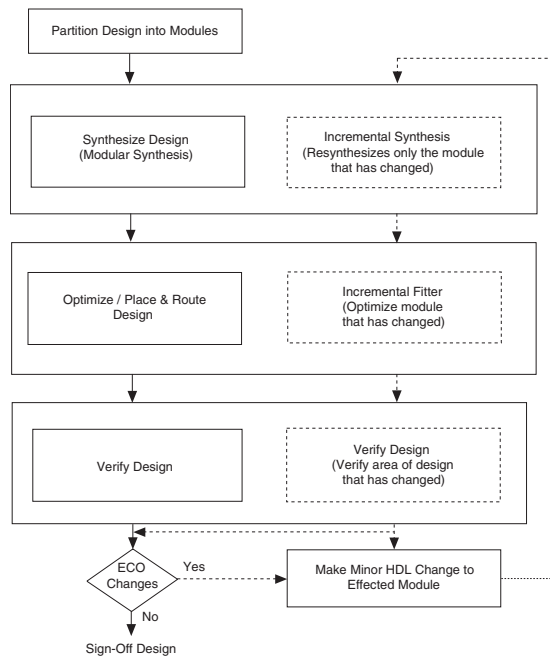 Partition Design into Modules
Synthesize Design
(Modular Synthesis)
Incremental Synthesis
(Resynthesizes only the module
that has changed)
Optimize / Place & Route
Design
Incremental Fitter
(Optimize module
that has changed)
Verify Design
Verify Design
(Verify area of design
that has changed)
ECO
Changes
Yes
Make Minor HDL Change to
Effected Module
No
Sign-Off Design